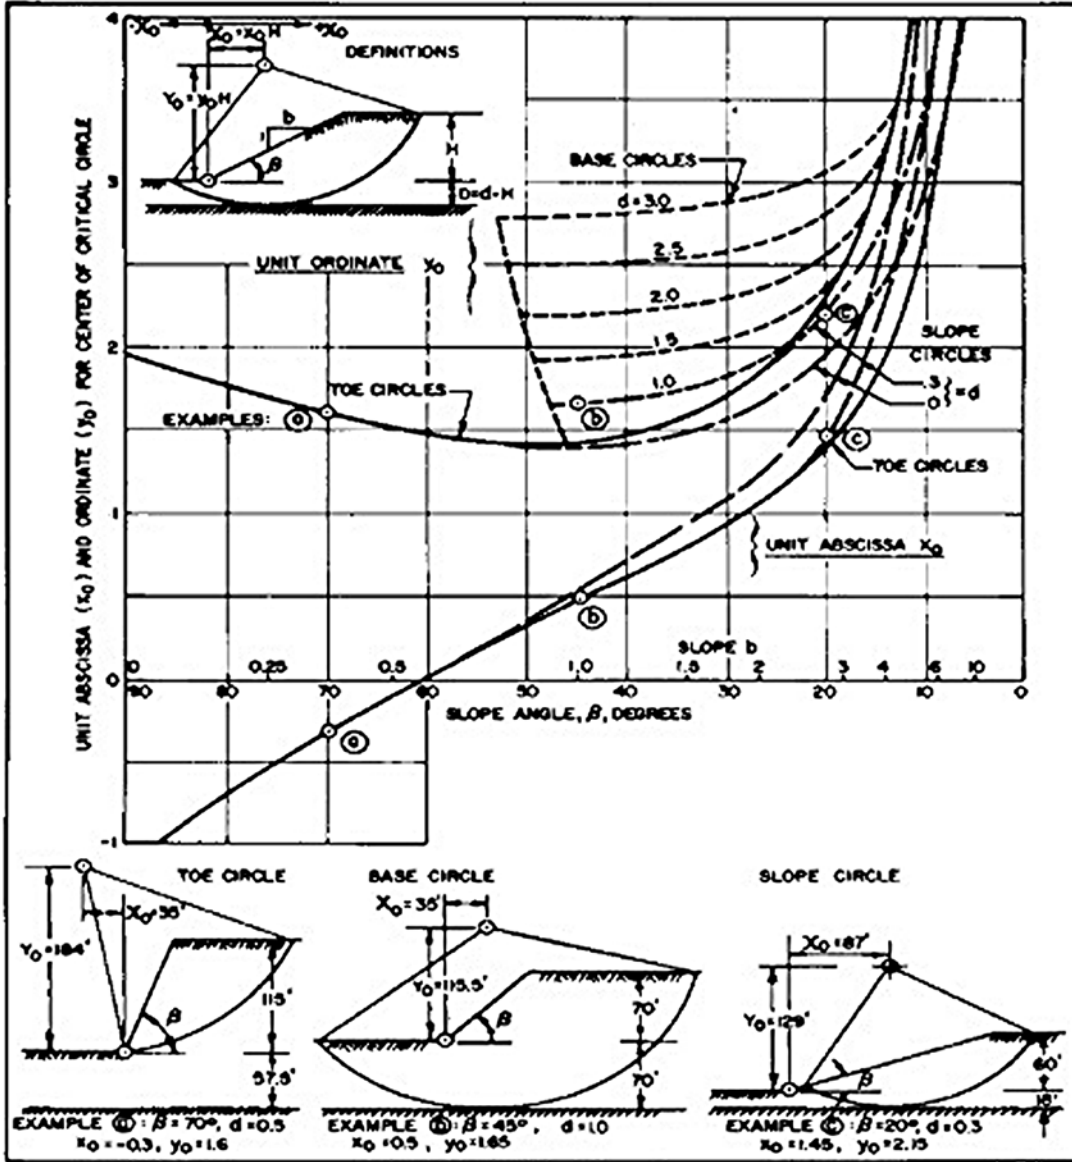 -X₀ X₀=x₀H +X₀
DEFINITIONS
Y₀=y₀H
b
1
β
H
D=d·H
BASE CIRCLES
d=3.0
2.5
2.0
1.5
1.0
UNIT ORDINATE y₀
TOE CIRCLES
EXAMPLES:
a
b
c
SLOPE CIRCLES
.3
0
}=d
c
TOE CIRCLES
UNIT ABSCISSA X₀
b
a
4
3
2
1
0
-1
UNIT ABSCISSA (x₀) AND ORDINATE (y₀) FOR CENTER OF CRITICAL CIRCLE
SLOPE b
0.25 0.5 1.0 1.5 2 3 4 6 10
70 60 50 40 30 20 10 0
SLOPE ANGLE, β, DEGREES
TOE CIRCLE
X₀=35'
Y₀=184'
β
115'
57.5'
EXAMPLE ⓐ: β=70°, d=0.5
x₀=-0.3, y₀=1.6
BASE CIRCLE
X₀=35'
Y₀=115.5'
β
70'
70'
EXAMPLE ⓑ: β=45°, d=1.0
x₀=0.5, y₀=1.65
SLOPE CIRCLE
X₀=87'
Y₀=129'
β
60'
18'
EXAMPLE ⓒ: β=20°, d=0.3
x₀=1.45, y₀=2.15